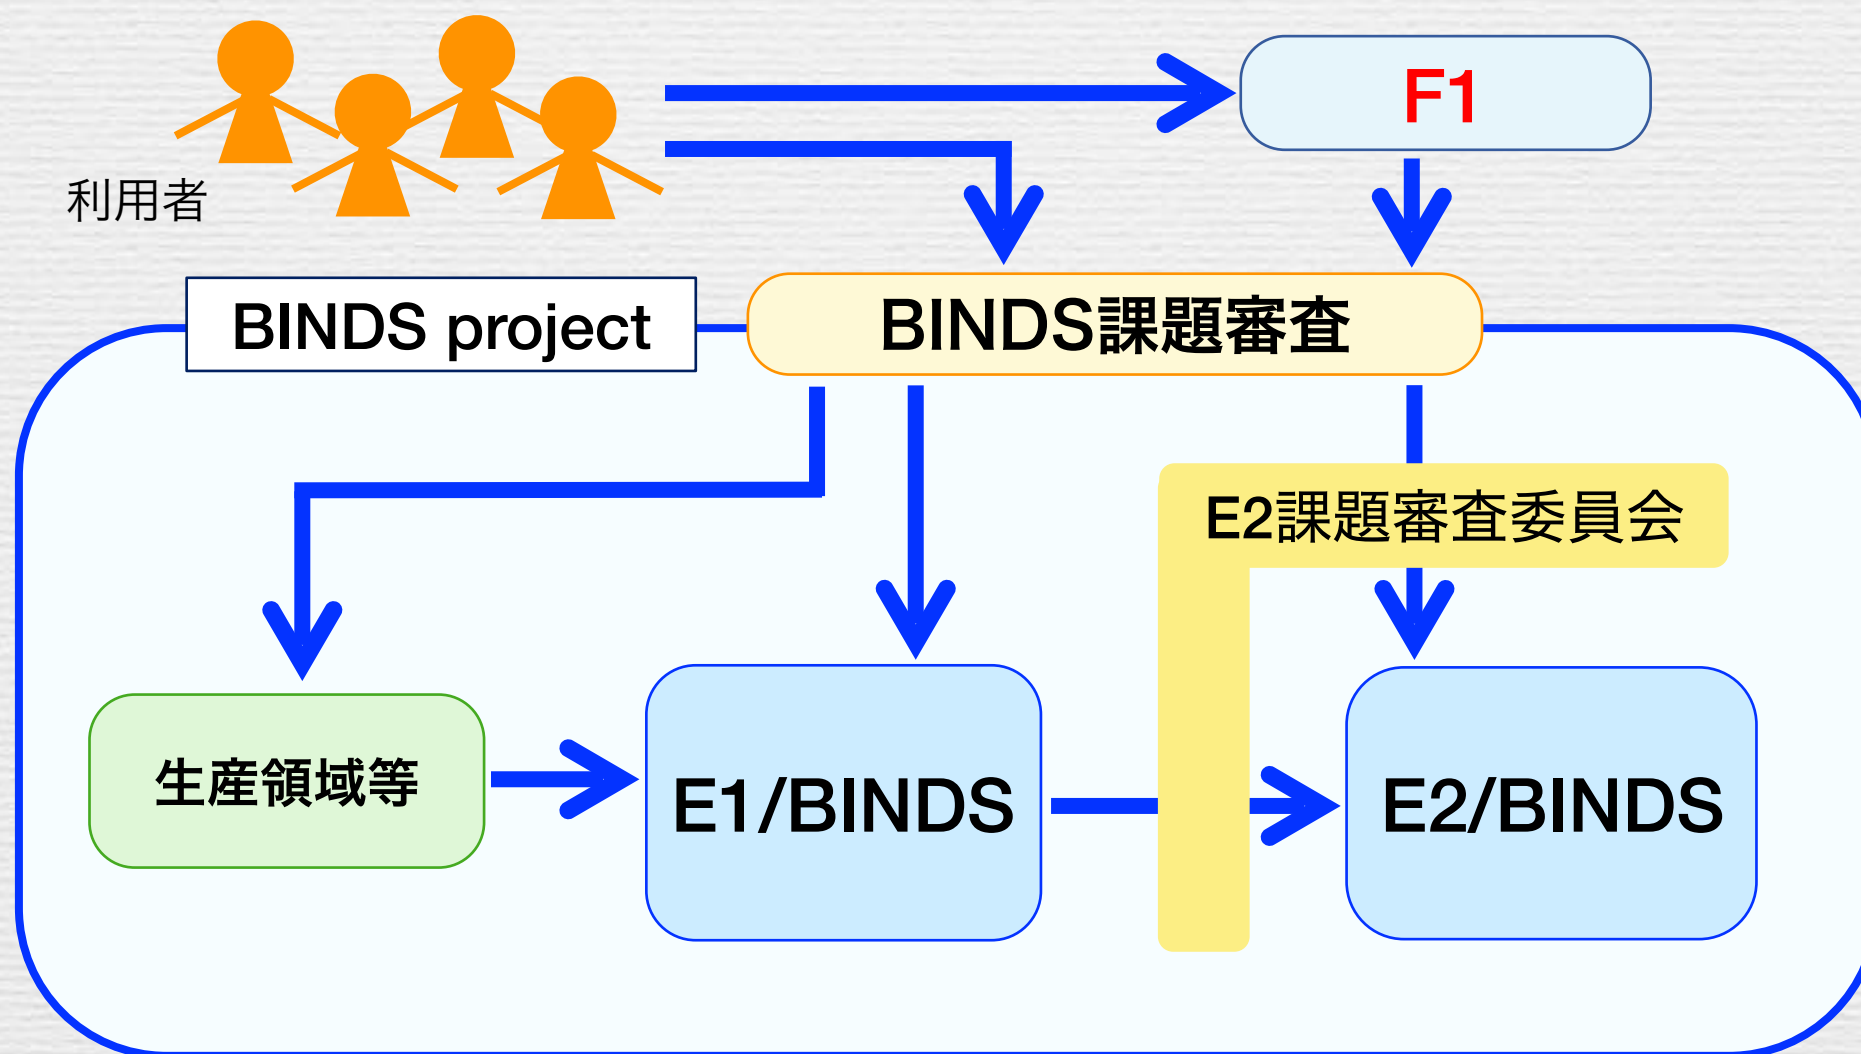 F1
利用者
BINDS project
BINDS課題審査
E2課題審査委員会
生産領域等
E1/BINDS
E2/BINDS